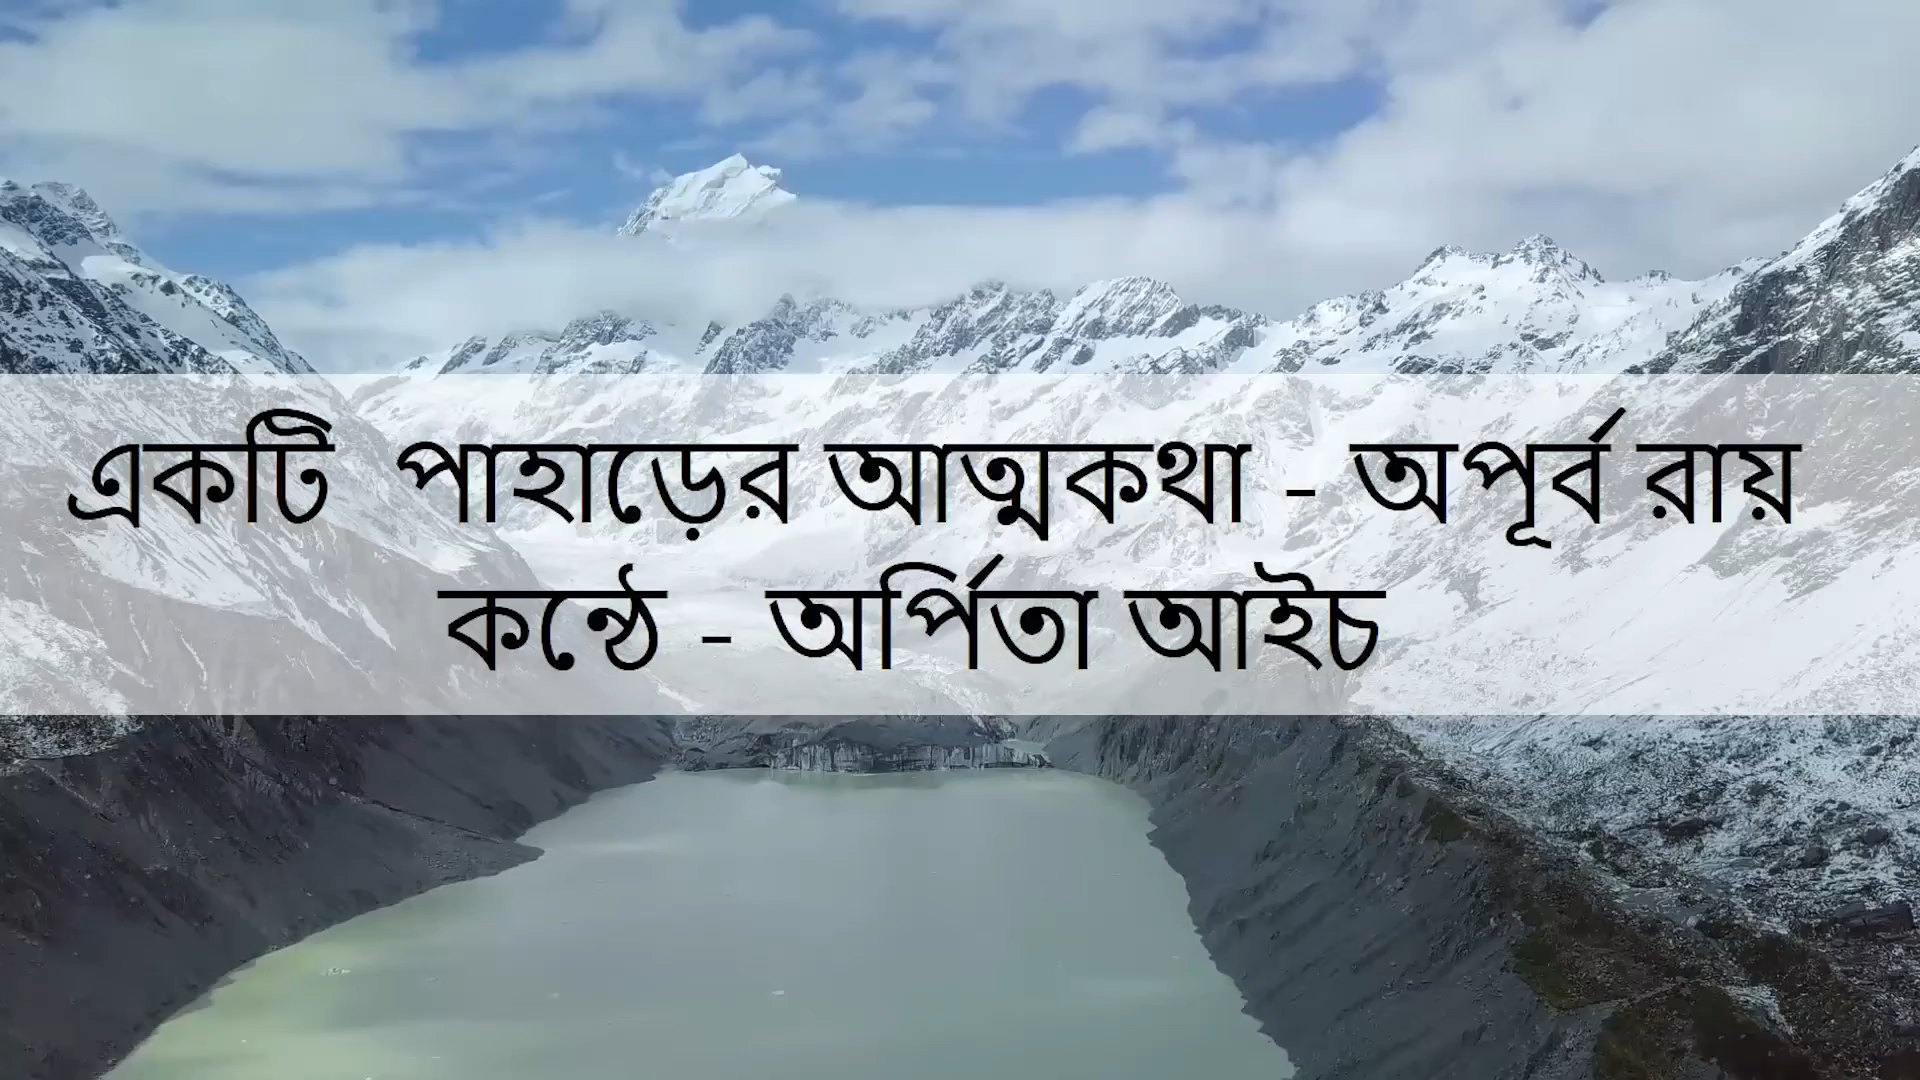 একটি  পাহাড়ের আত্মকথা - অপূর্ব রায়
কন্ঠে - অর্পিতা আইচ